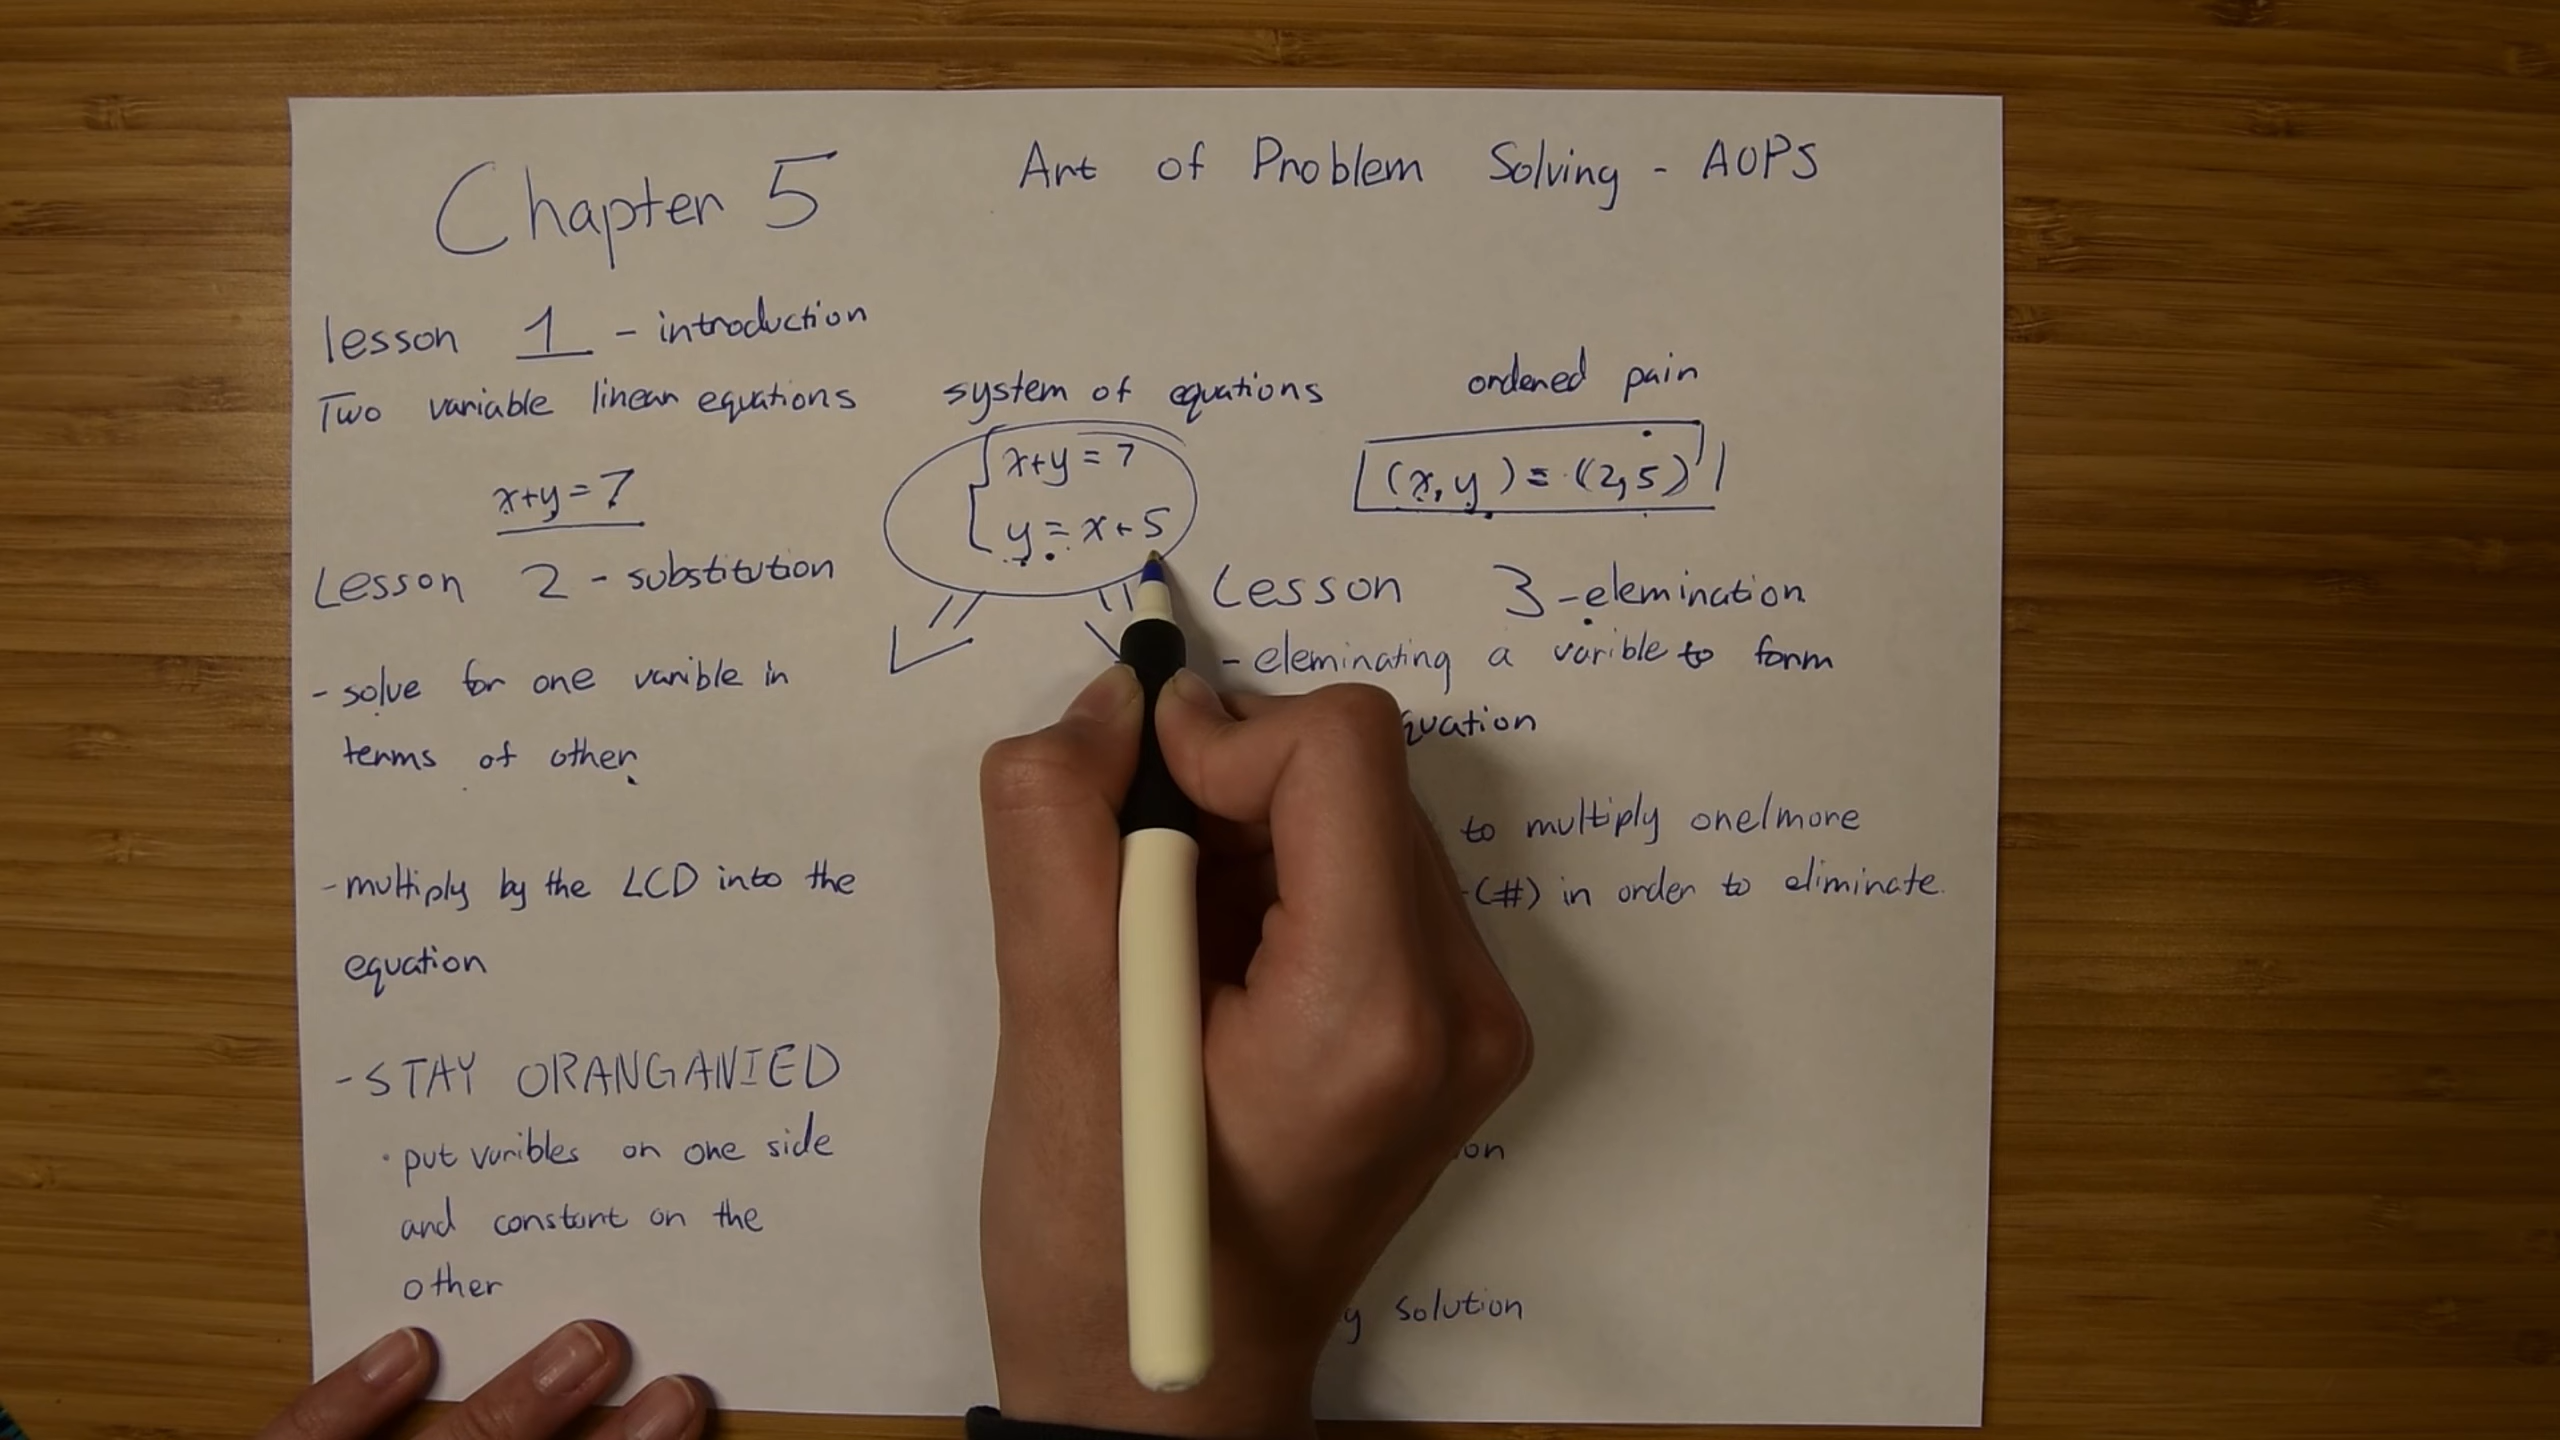 Chapter 5
Art of Problem Solving - AOPS
lesson 1 - introduction
Two variable linear equations
x+y=7
system of equations
x+y=7
y=x+5
ordered pair
(x,y)=(2,5)
Lesson 2 - substitution
- solve for one varible in
terms of other
- multiply by the LCD into the
equation
- STAY ORANGANIED
· put varibles on one side
and constant on the
other
Lesson 3 - elemination
- eleminating a varible to form
quation
to multiply one/more
-(#) in order to eliminate.
on
y solution